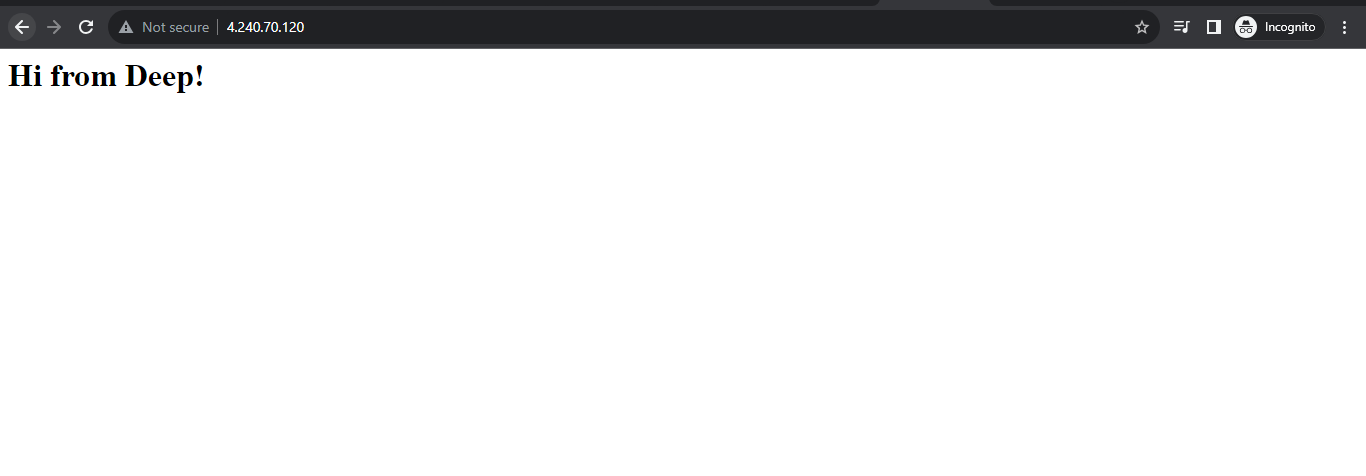 Not secure 4.240.70.120 Incognito
Hi from Deep!